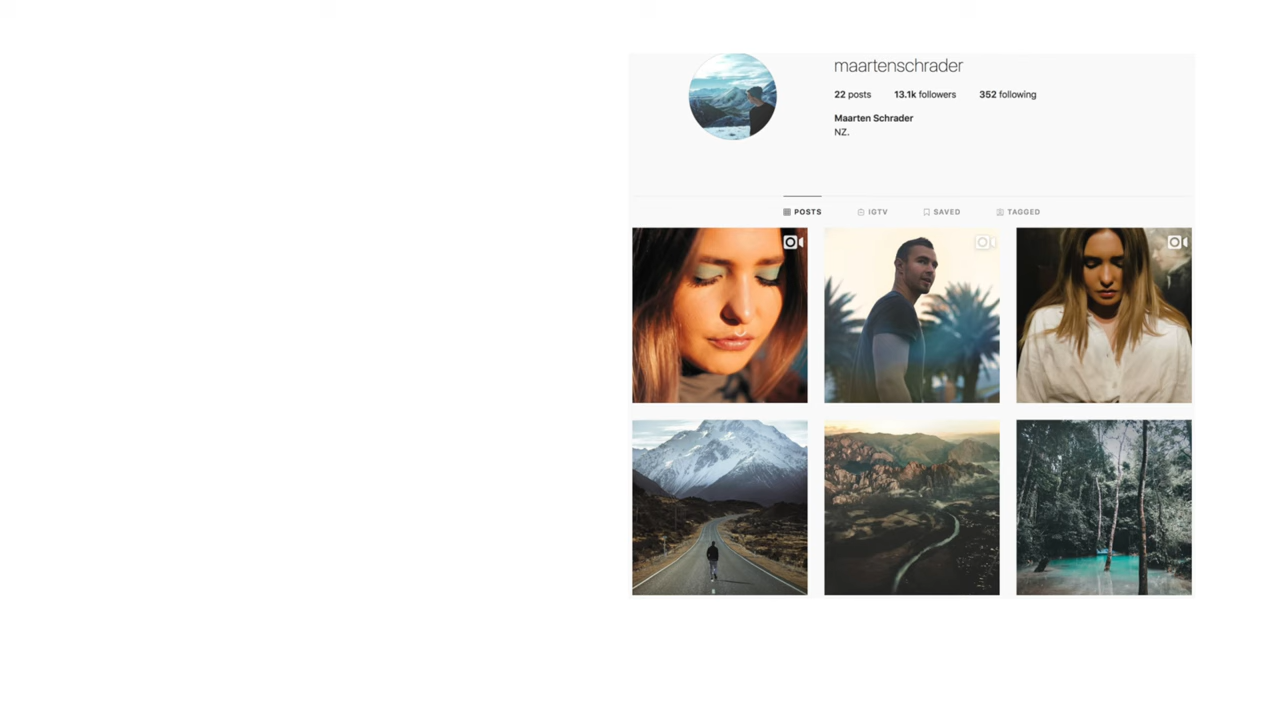 maartenschrader
22 posts 13.1k followers 352 following
Maarten Schrader
NZ.
POSTS IGTV SAVED TAGGED